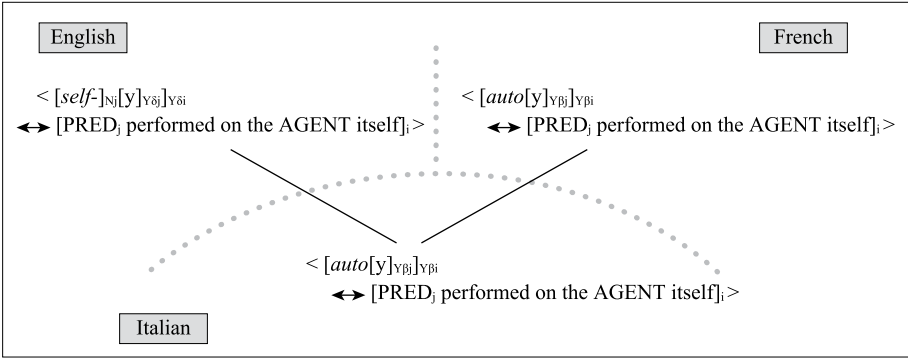 English
French
< [self-]Nj[y]Yδj]Yδi
⟷ [PREDj performed on the AGENT itself]i >
< [auto[y]Yβj]Yβi
⟷ [PREDj performed on the AGENT itself]i >
< [auto[y]Yβj]Yβi
⟷ [PREDj performed on the AGENT itself]i >
Italian